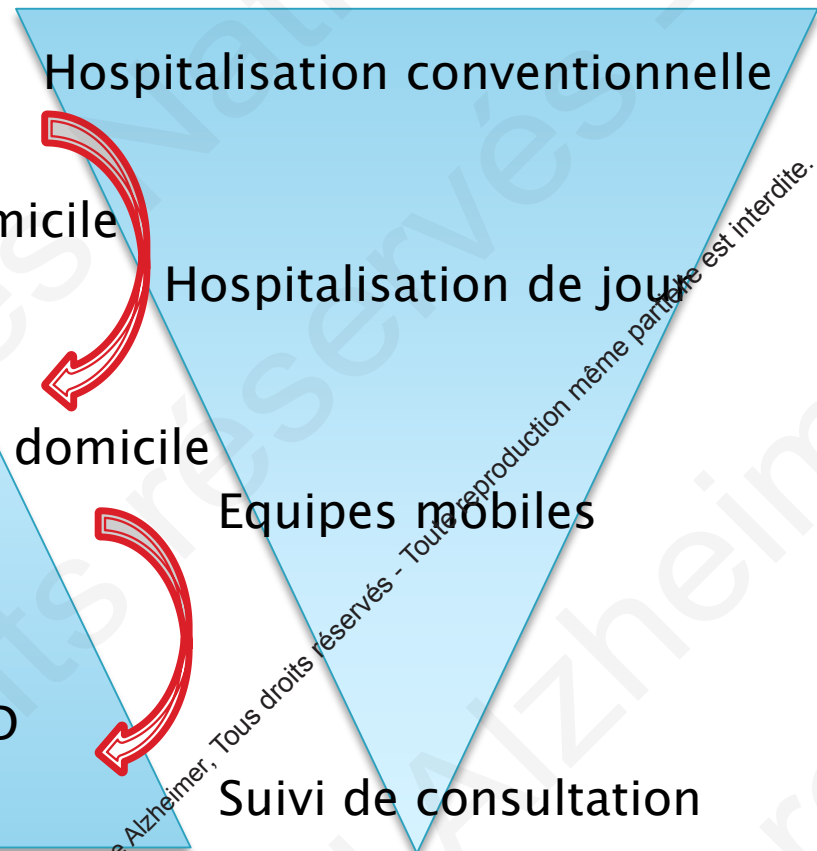 Hospitalisation conventionnelle
micile
Hospitalisation de jour
domicile
Equipes mobiles
D
Suivi de consultation
e Alzheimer, Tous droits réservés - Toute reproduction même partielle est interdite.